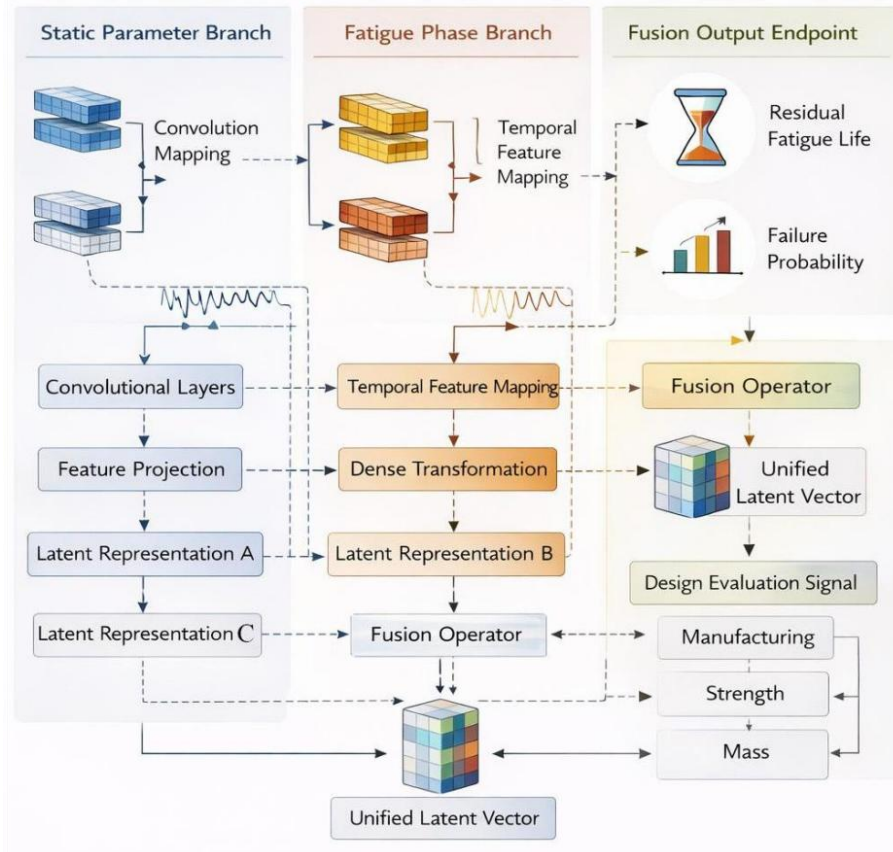 Static Parameter Branch
Fatigue Phase Branch
Fusion Output Endpoint
Convolution
Mapping
Temporal
Feature
Mapping
Residual
Fatigue Life
Failure
Probability
Convolutional Layers
Temporal Feature Mapping
Fusion Operator
Feature Projection
Dense Transformation
Unified
Latent Vector
Latent Representation A
Latent Representation B
Design Evaluation Signal
Latent Representation C
Fusion Operator
Manufacturing
Strength
Mass
Unified Latent Vector